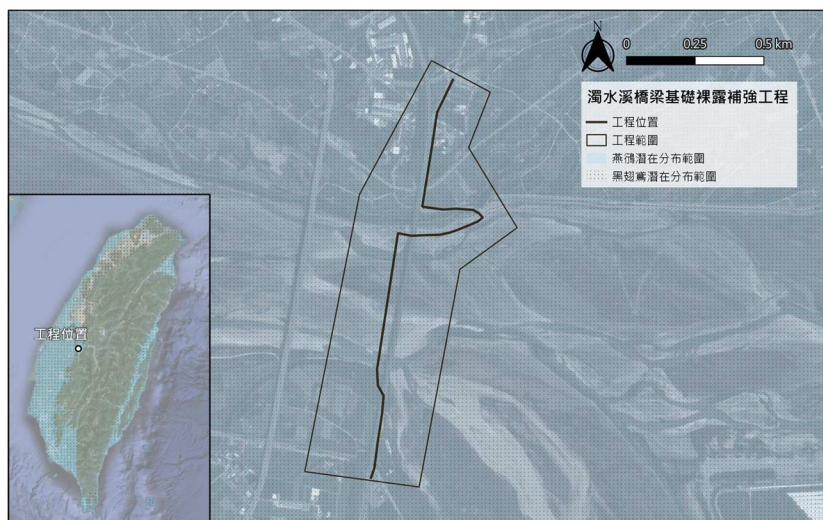 N
0 0.25 0.5 km
濁水溪橋梁基礎裸露補強工程
工程位置
工程範圍
燕鴴潛在分布範圍
黑翅鳶潛在分布範圍
工程位置